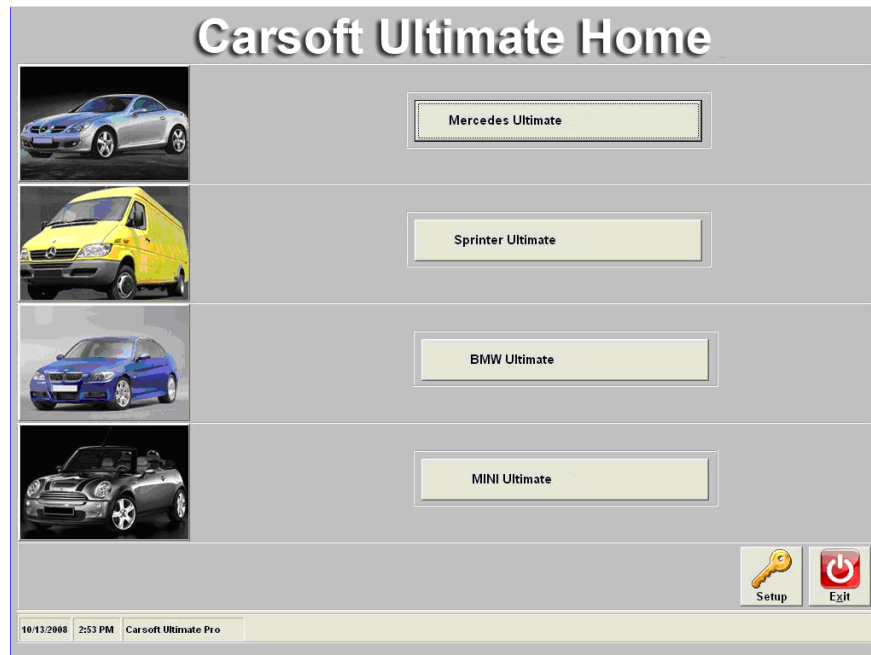 Carsoft Ultimate Home
Mercedes Ultimate
Sprinter Ultimate
BMW Ultimate
MINI Ultimate
Setup
Exit
10/13/2008 2:53 PM Carsoft Ultimate Pro